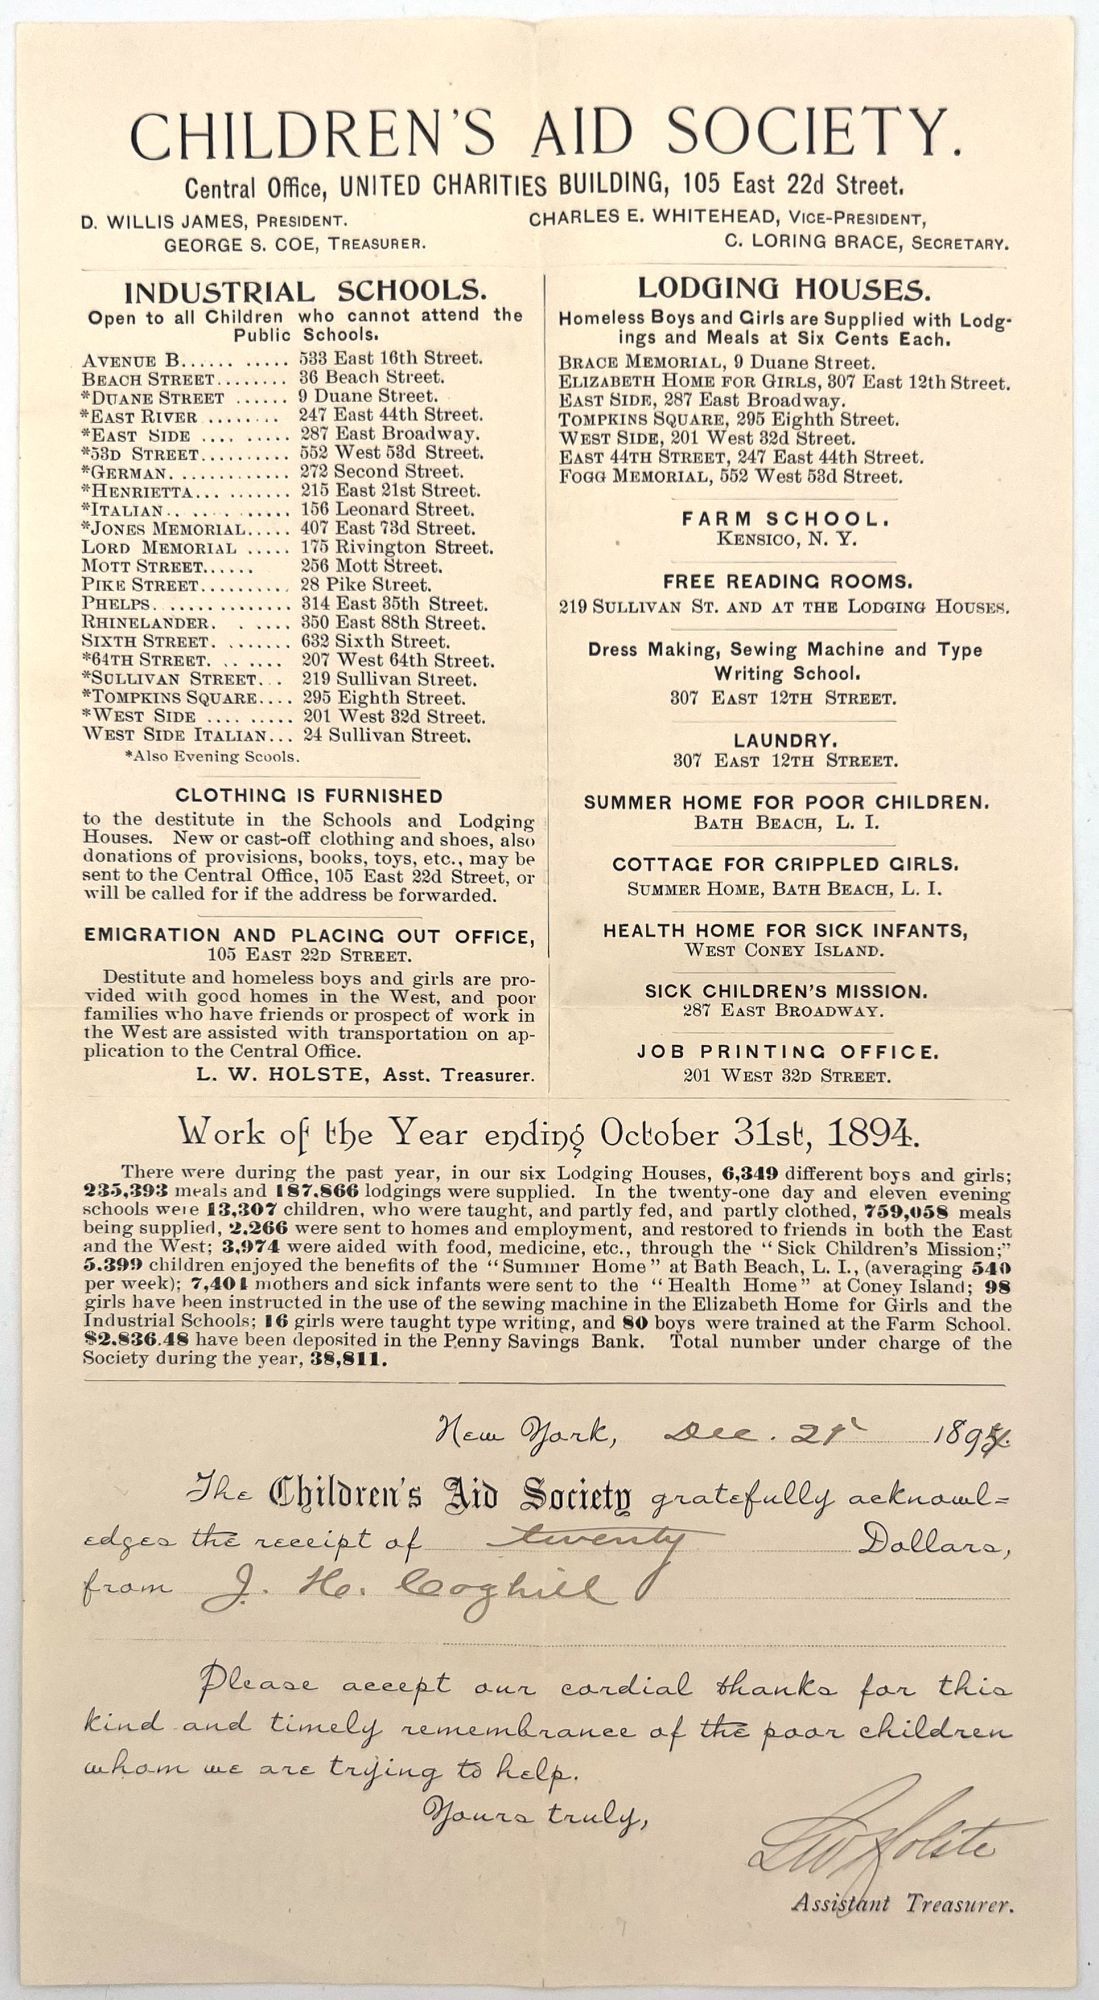 CHILDREN'S AID SOCIETY.
Central Office, UNITED CHARITIES BUILDING, 105 East 22d Street.
D. WILLIS JAMES, PRESIDENT.
GEORGE S. COE, TREASURER.
CHARLES E. WHITEHEAD, VICE-PRESIDENT,
C. LORING BRACE, SECRETARY.
INDUSTRIAL SCHOOLS.
Open to all Children who cannot attend the
Public Schools.
AVENUE B...... ..... 533 East 16th Street.
BEACH STREET........ 36 Beach Street.
*DUANE STREET ...... 9 Duane Street.
*EAST RIVER ........ 247 East 44th Street.
*EAST SIDE .... ..... 287 East Broadway.
*53D STREET.......... 552 West 53d Street.
*GERMAN............. 272 Second Street.
*HENRIETTA... ....... 215 East 21st Street.
*ITALIAN.. . ...... 156 Leonard Street.
*JONES MEMORIAL..... 407 East 73d Street.
LORD MEMORIAL ..... 175 Rivington Street.
MOTT STREET...... 256 Mott Street.
PIKE STREET.......... 28 Pike Street.
PHELPS. ............. 314 East 35th Street.
RHINELANDER. . .... 350 East 88th Street.
SIXTH STREET. ....... 632 Sixth Street.
*64TH STREET. .. .... 207 West 64th Street.
*SULLIVAN STREET... 219 Sullivan Street.
*TOMPKINS SQUARE.... 295 Eighth Street.
*WEST SIDE .... ..... 201 West 32d Street.
WEST SIDE ITALIAN... 24 Sullivan Street.
*Also Evening Scools.
CLOTHING IS FURNISHED
to the destitute in the Schools and Lodging
Houses. New or cast-off clothing and shoes, also
donations of provisions, books, toys, etc., may be
sent to the Central Office, 105 East 22d Street, or
will be called for if the address be forwarded.
EMIGRATION AND PLACING OUT OFFICE,
105 EAST 22D STREET.
Destitute and homeless boys and girls are pro-
vided with good homes in the West, and poor
families who have friends or prospect of work in
the West are assisted with transportation on ap-
plication to the Central Office.
L. W. HOLSTE, Asst. Treasurer.
LODGING HOUSES.
Homeless Boys and Girls are Supplied with Lodg-
ings and Meals at Six Cents Each.
BRACE MEMORIAL, 9 Duane Street.
ELIZABETH HOME FOR GIRLS, 307 East 12th Street.
EAST SIDE, 287 East Broadway.
TOMPKINS SQUARE, 295 Eighth Street.
WEST SIDE, 201 West 32d Street.
EAST 44TH STREET, 247 East 44th Street.
FOGG MEMORIAL, 552 West 53d Street.
FARM SCHOOL.
KENSICO, N. Y.
FREE READING ROOMS.
219 SULLIVAN ST. AND AT THE LODGING HOUSES.
Dress Making, Sewing Machine and Type
Writing School.
307 EAST 12TH STREET.
LAUNDRY.
307 EAST 12TH STREET.
SUMMER HOME FOR POOR CHILDREN.
BATH BEACH, L. I.
COTTAGE FOR CRIPPLED GIRLS.
SUMMER HOME, BATH BEACH, L. I.
HEALTH HOME FOR SICK INFANTS,
WEST CONEY ISLAND.
SICK CHILDREN'S MISSION.
287 EAST BROADWAY.
JOB PRINTING OFFICE.
201 WEST 32D STREET.
Work of the Year ending October 31st, 1894.
There were during the past year, in our six Lodging Houses, 6,349 different boys and girls;
235,393 meals and 187,866 lodgings were supplied. In the twenty-one day and eleven evening
schools were 13,307 children, who were taught, and partly fed, and partly clothed, 759,058 meals
being supplied, 2,266 were sent to homes and employment, and restored to friends in both the East
and the West; 3,974 were aided with food, medicine, etc., through the "Sick Children's Mission;"
5,399 children enjoyed the benefits of the "Summer Home" at Bath Beach, L. I., (averaging 540
per week); 7,401 mothers and sick infants were sent to the "Health Home" at Coney Island; 98
girls have been instructed in the use of the sewing machine in the Elizabeth Home for Girls and the
Industrial Schools; 16 girls were taught type writing, and 80 boys were trained at the Farm School.
$2,836.48 have been deposited in the Penny Savings Bank. Total number under charge of the
Society during the year, 38,811.
New York, Dec. 21 1894.
The Children's Aid Society gratefully acknowl=
edges the receipt of twenty Dollars,
from J. H. Coghill
Please accept our cordial thanks for this
kind and timely remembrance of the poor children
whom we are trying to help.
Yours truly,
LW Holste
Assistant Treasurer.